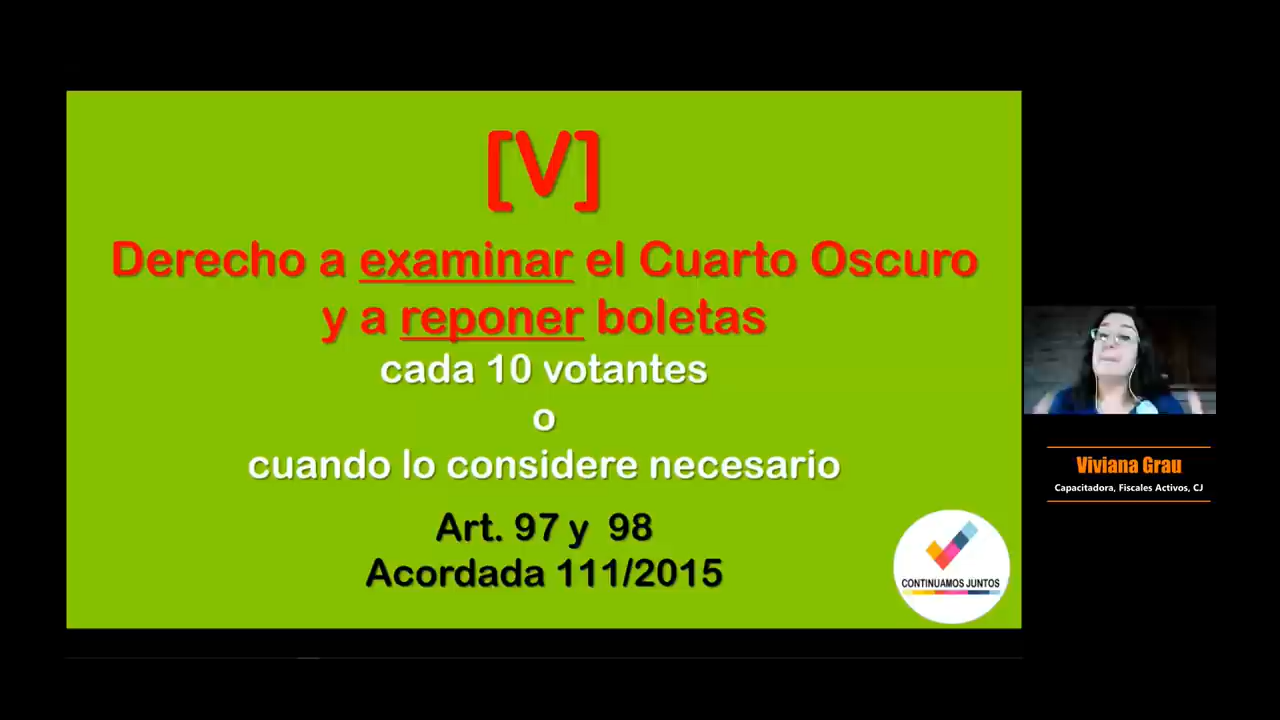 [V]
Derecho a examinar el Cuarto Oscuro
y a reponer boletas
cada 10 votantes
o
cuando lo considere necesario
Art. 97 y 98
Acordada 111/2015
CONTINUAMOS JUNTOS
Viviana Grau
Capacitadora, Fiscales Activos, CJ